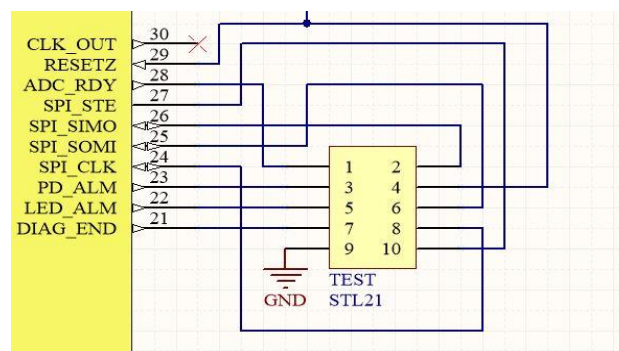 CLK_OUT 30
RESETZ 29
ADC_RDY 28
SPI_STE 27
SPI_SIMO 26
SPI_SOMI 25
SPI_CLK 24
PD_ALM 23
LED_ALM 22
DIAG_END 21
1 2
3 4
5 6
7 8
9 10
TEST
GND STL21